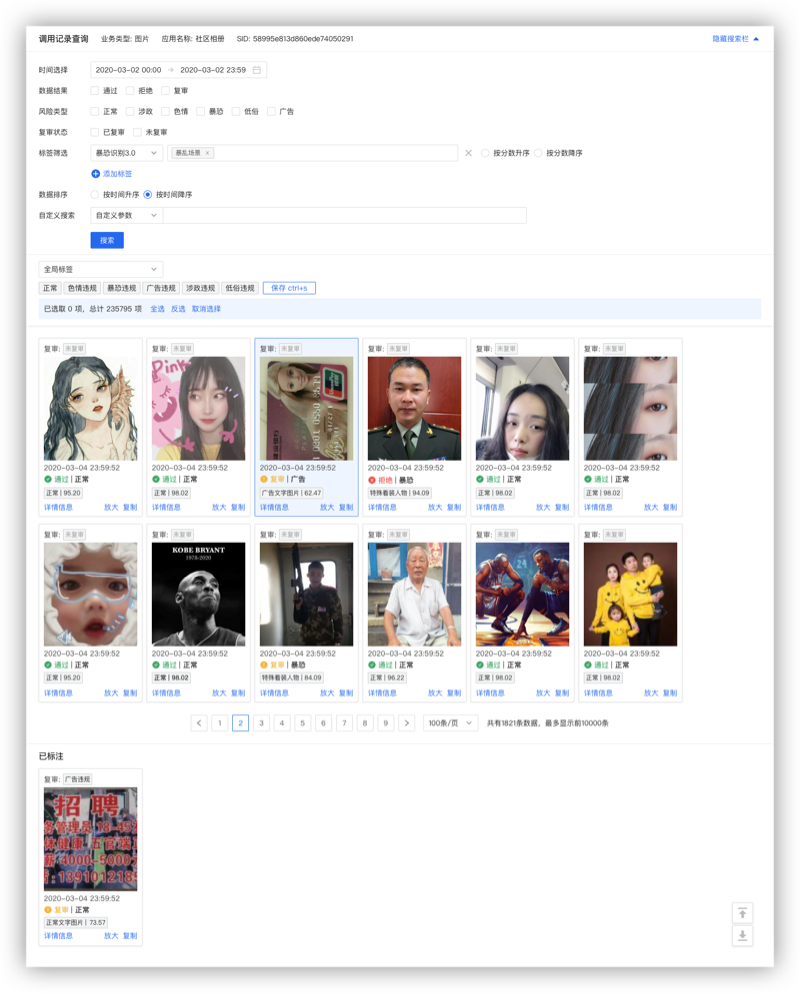 调用记录查询 业务类型: 图片 应用名称: 社区相册 SID: 58995e813d860ede74050291 隐藏搜索栏
时间选择 2020-03-02 00:00 → 2020-03-02 23:59
数据结果 通过 拒绝 复审
风险类型 正常 涉政 色情 暴恐 低俗 广告
复审状态 已复审 未复审
标签筛选 暴恐识别3.0 暴乱场景 × × 按分数升序 按分数降序
添加标签
数据排序 按时间升序 按时间降序
自定义搜索 自定义参数
搜索
全局标签
正常 色情违规 暴恐违规 广告违规 涉政违规 低俗违规 保存 ctrl+s
已选取 0 项，总计 235795 项 全选 反选 取消选择
复审: 未复审 复审: 未复审 复审: 未复审 复审: 未复审 复审: 未复审 复审: 未复审
Pink
2020-03-04 23:59:52 2020-03-04 23:59:52 2020-03-04 23:59:52 2020-03-04 23:59:52 2020-03-04 23:59:52 2020-03-04 23:59:52
通过 | 正常 通过 | 正常 复审 | 广告 拒绝 | 暴恐 通过 | 正常 通过 | 正常
正常 | 95.20 正常 | 98.02 广告文字图片 | 62.47 特殊着装人物 | 94.09 正常 | 98.02 正常 | 98.02
详情信息 放大 复制 详情信息 放大 复制 详情信息 放大 复制 详情信息 放大 复制 详情信息 放大 复制 详情信息 放大 复制
复审: 未复审 复审: 未复审 复审: 未复审 复审: 未复审 复审: 未复审 复审: 未复审
KOBE BRYANT
1978-2020
24
2020-03-04 23:59:52 2020-03-04 23:59:52 2020-03-04 23:59:52 2020-03-04 23:59:52 2020-03-04 23:59:52 2020-03-04 23:59:52
通过 | 正常 通过 | 正常 复审 | 暴恐 通过 | 正常 通过 | 正常 通过 | 正常
正常 | 95.20 正常 | 98.02 特殊着装人物 | 84.09 正常 | 96.22 正常 | 98.02 正常 | 98.02
详情信息 放大 复制 详情信息 放大 复制 详情信息 放大 复制 详情信息 放大 复制 详情信息 放大 复制 详情信息 放大 复制
< 1 2 3 4 5 6 7 8 9 > 100条/页 共有1821条数据，最多显示前10000条
已标注
复审: 广告违规
招聘
务管理员 18-45
体健康 五官端
薪 4000-5000
:1391012185
2020-03-04 23:59:52
复审 | 正常
正常文字图片 | 73.57
详情信息 放大 复制